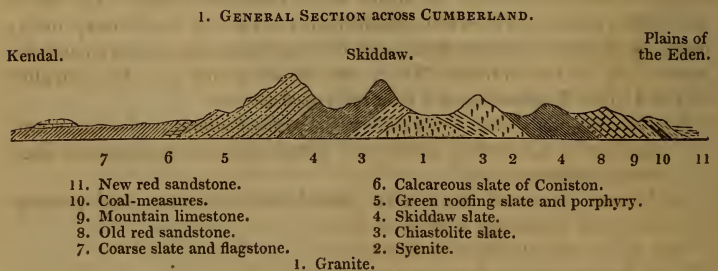 1. GENERAL SECTION across CUMBERLAND.
Kendal. Skiddaw. Plains of
the Eden.
7 6 5 4 3 1 3 2 4 8 9 10 11
11. New red sandstone. 6. Calcareous slate of Coniston.
10. Coal-measures. 5. Green roofing slate and porphyry.
9. Mountain limestone. 4. Skiddaw slate.
8. Old red sandstone. 3. Chiastolite slate.
7. Coarse slate and flagstone. 2. Syenite.
1. Granite.